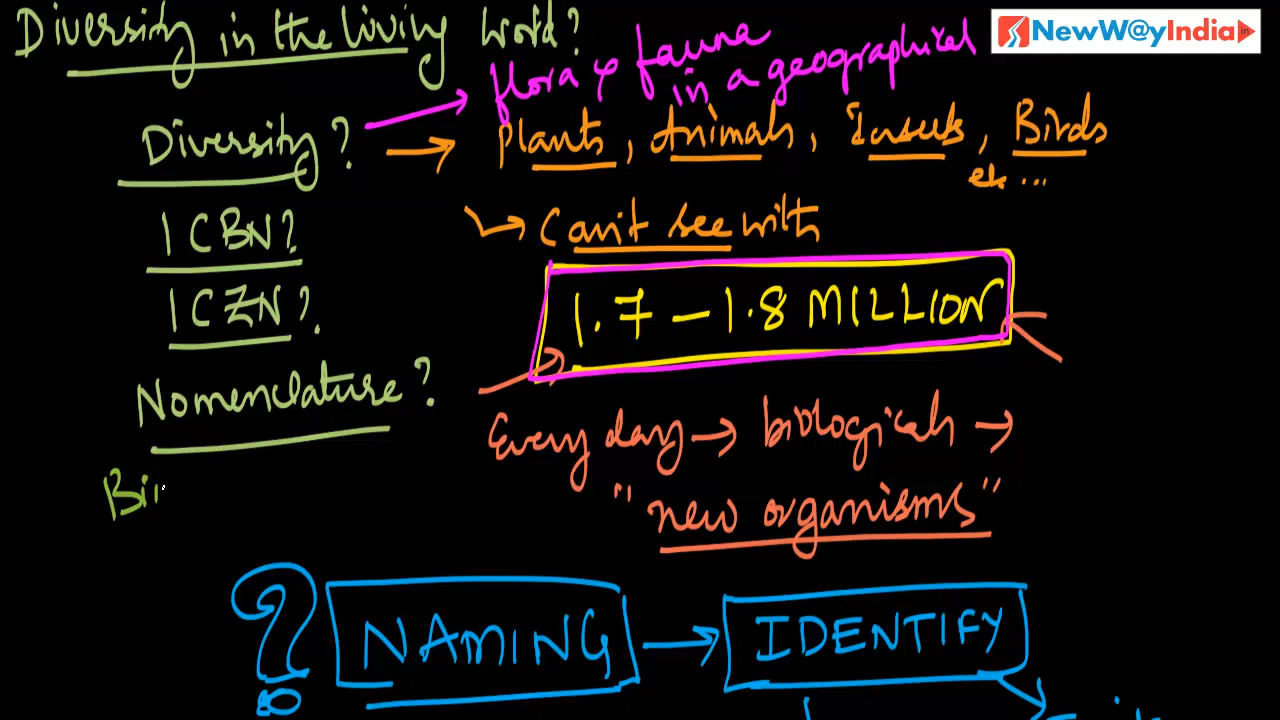 Diversity in the living World?
NewW@yIndia
.in
flora & fauna
in a geographical
Diversity?
Plants, Animals, Insects, Birds
etc...
ICBN?
Can't see with
ICZN?
1.7 - 1.8 MILLION
Nomenclature?
Every day → biologicals →
"new organisms"
?
NAMING → IDENTIFY